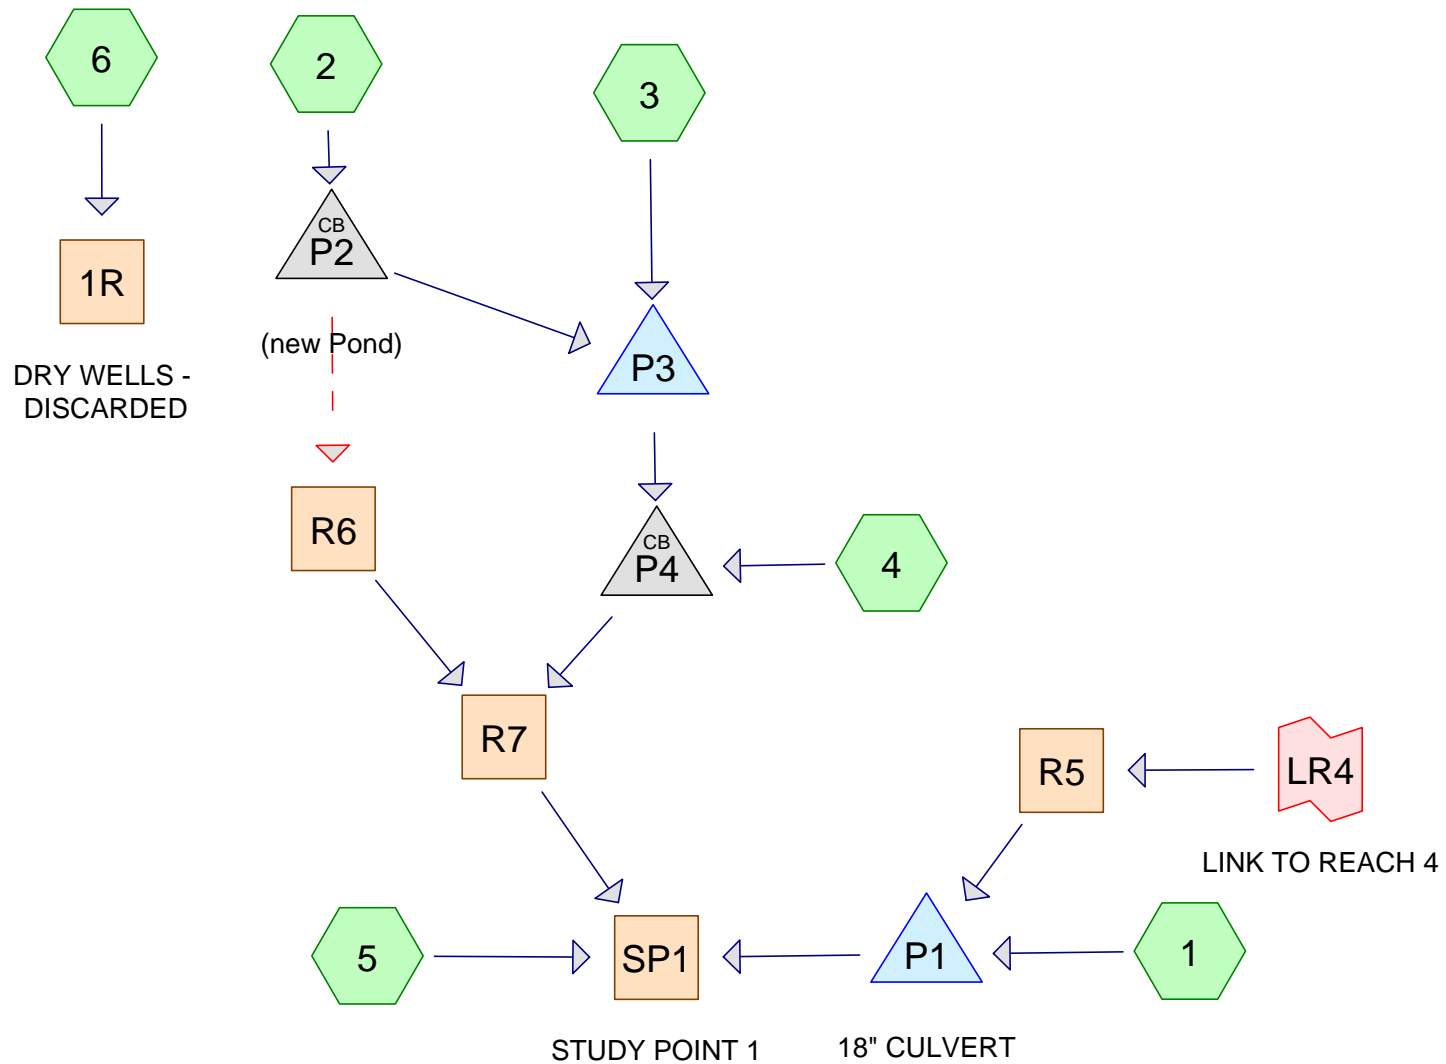 6
2
3
CB
P2
1R
(new Pond)
P3
DRY WELLS -
DISCARDED
R6
CB
P4
4
R7
R5
LR4
LINK TO REACH 4
5
SP1
P1
1
STUDY POINT 1
18" CULVERT